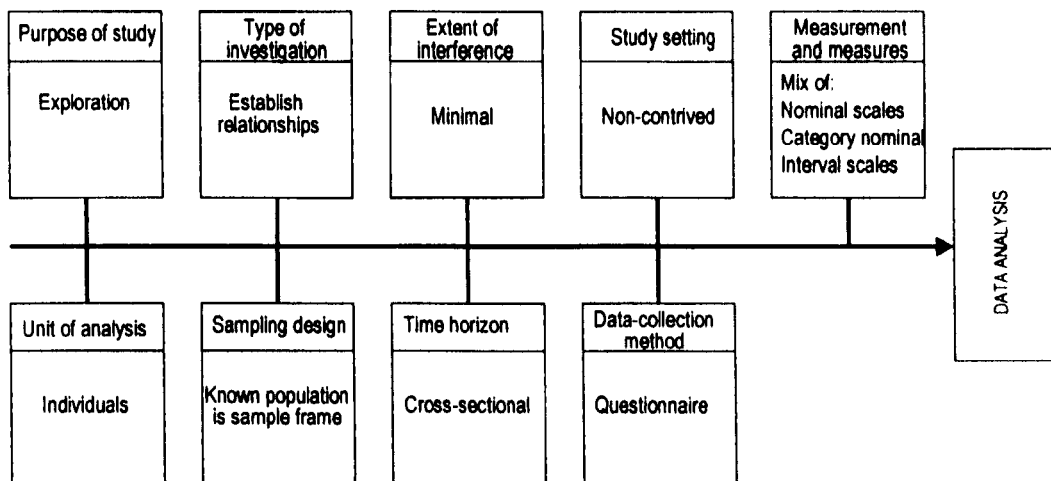 Purpose of study
Exploration
Type of
investigation
Establish
relationships
Extent of
interference
Minimal
Study setting
Non-contrived
Measurement
and measures
Mix of:
Nominal scales
Category nominal
Interval scales
DATA ANALYSIS
Unit of analysis
Individuals
Sampling design
Known population
is sample frame
Time horizon
Cross-sectional
Data-collection
method
Questionnaire